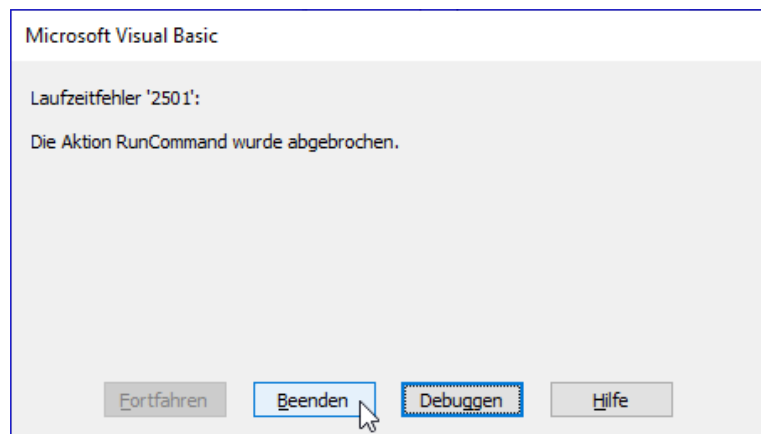 Microsoft Visual Basic
Laufzeitfehler '2501':
Die Aktion RunCommand wurde abgebrochen.
Fortfahren Beenden Debuggen Hilfe